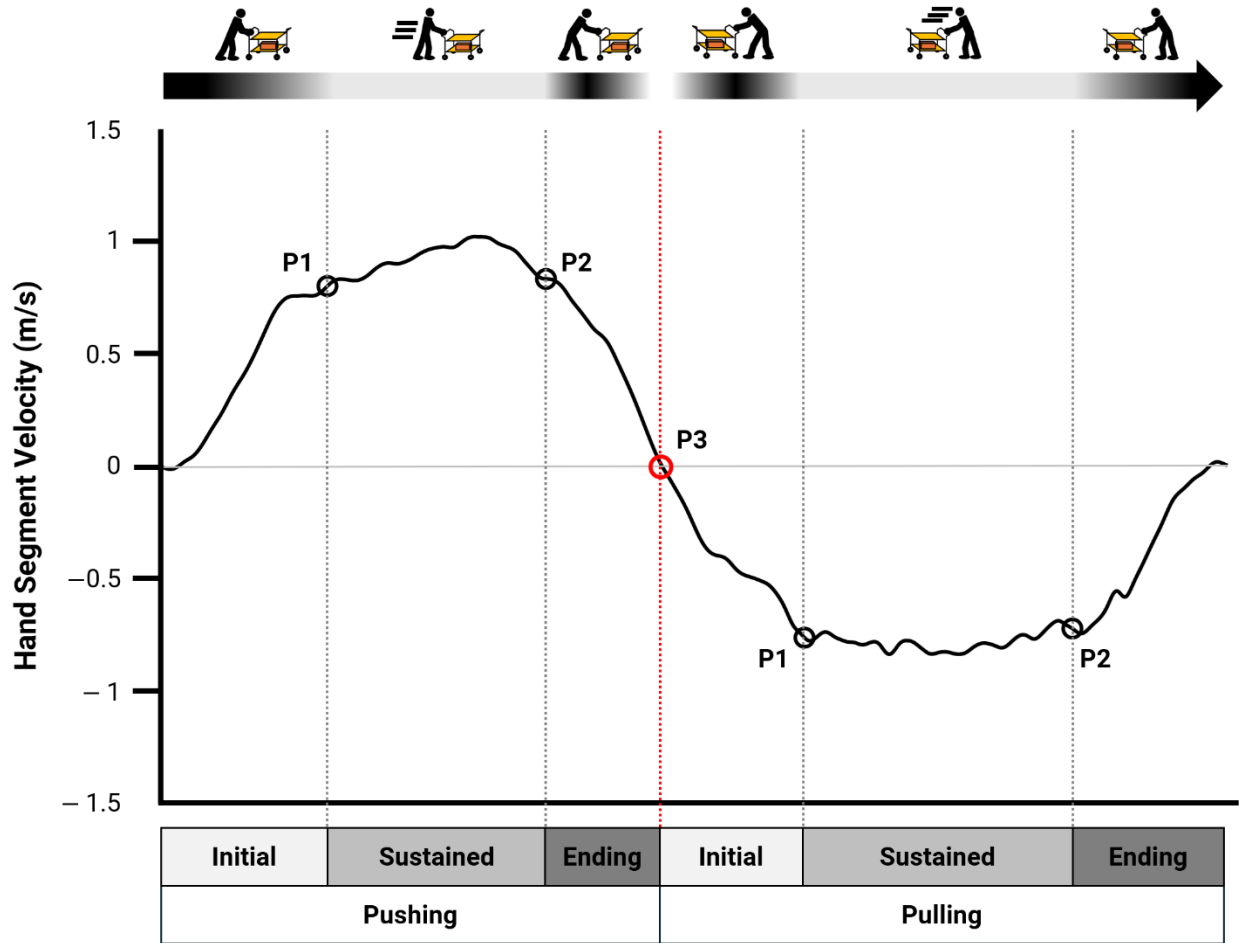 1.5
1
0.5
0
−0.5
− 1
− 1.5
Hand Segment Velocity (m/s)
P1
P2
P3
P1
P2
Initial
Sustained
Ending
Initial
Sustained
Ending
Pushing
Pulling